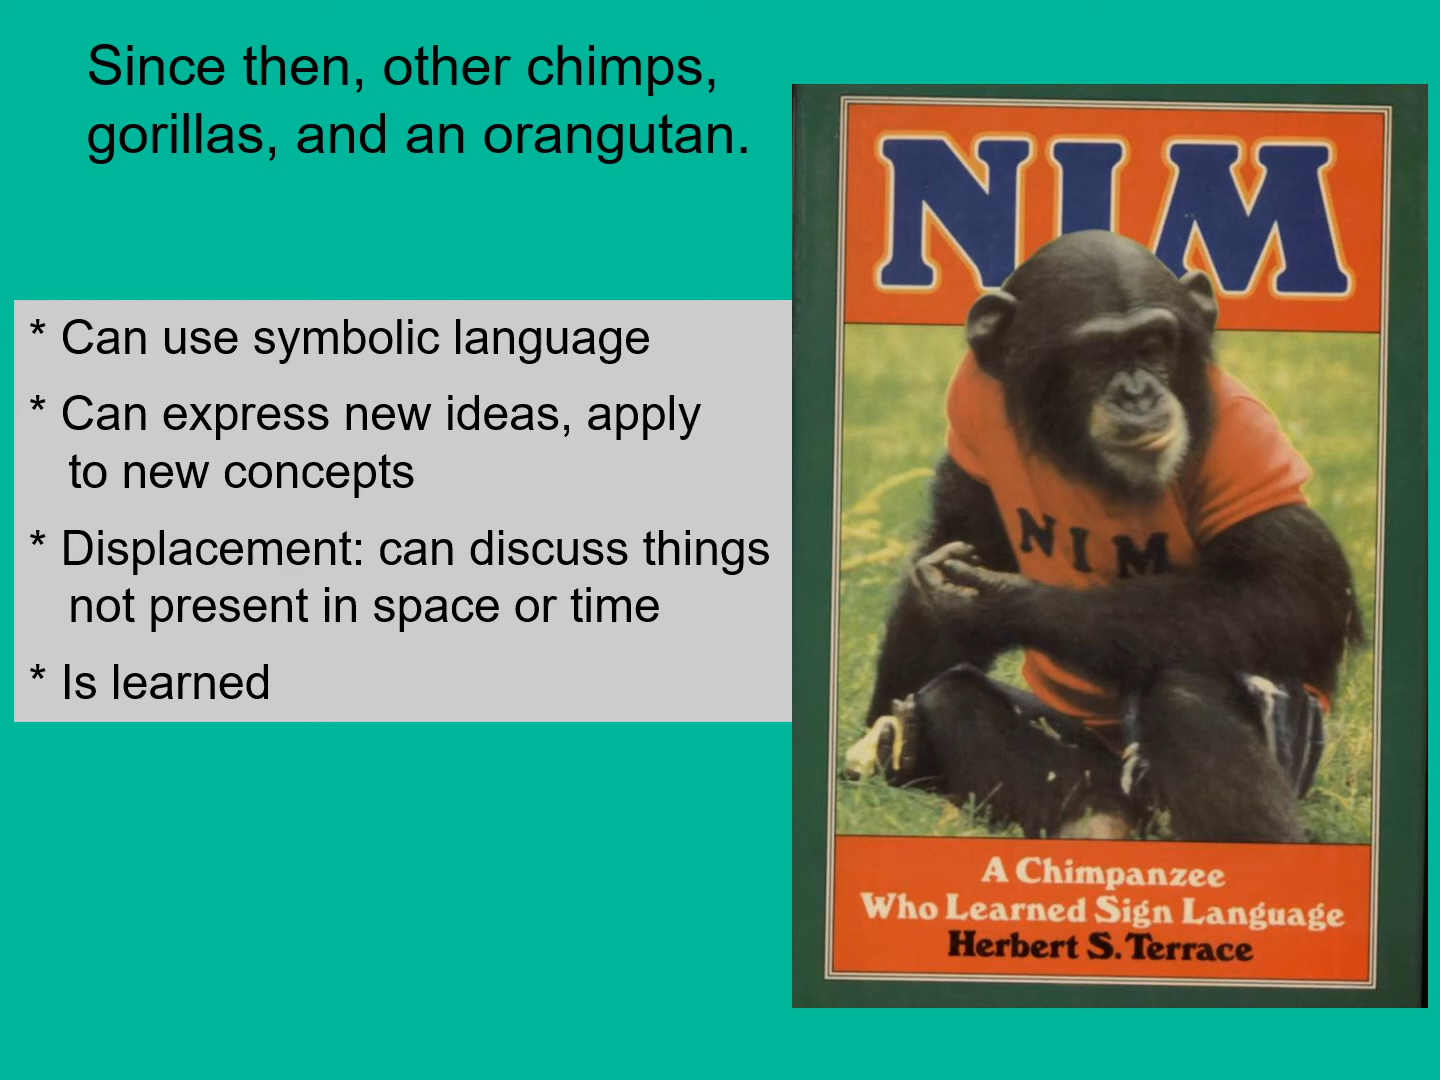 Since then, other chimps,
gorillas, and an orangutan.
* Can use symbolic language
* Can express new ideas, apply
to new concepts
* Displacement: can discuss things
not present in space or time
* Is learned
NIM
NIM
A Chimpanzee
Who Learned Sign Language
Herbert S. Terrace